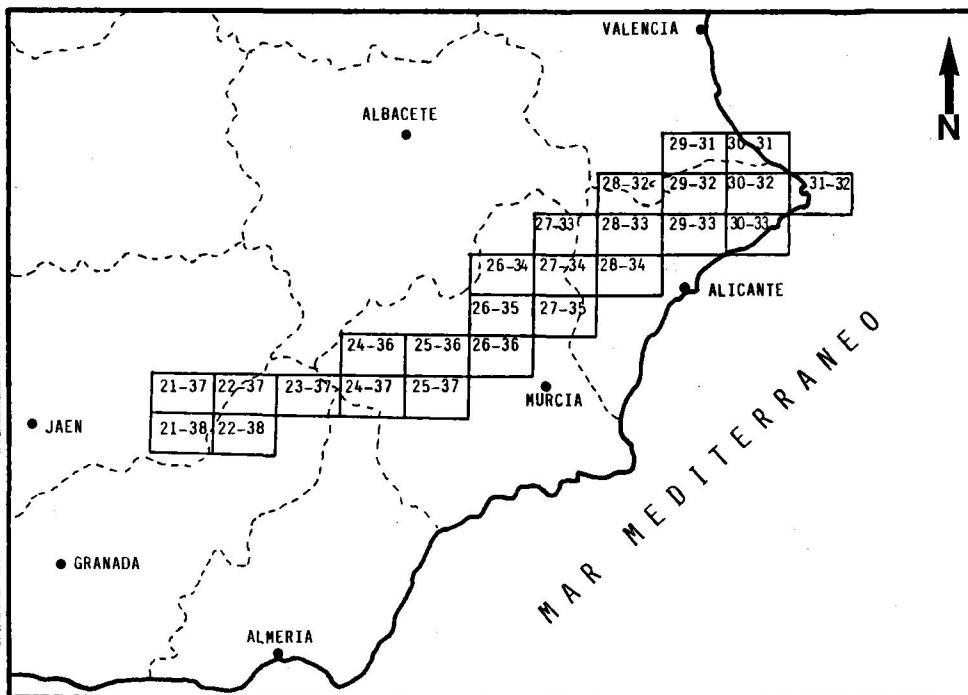 VALENCIA
N
ALBACETE
29-31 30-31
28-32 29-32 30-32 31-32
27-33 28-33 29-33 30-33
26-34 27-34 28-34
ALICANTE
26-35 27-35
24-36 25-36 26-36
21-37 22-37 23-37 24-37 25-37
MURCIA
JAEN
21-38 22-38
MAR MEDITERRANEO
GRANADA
ALMERIA